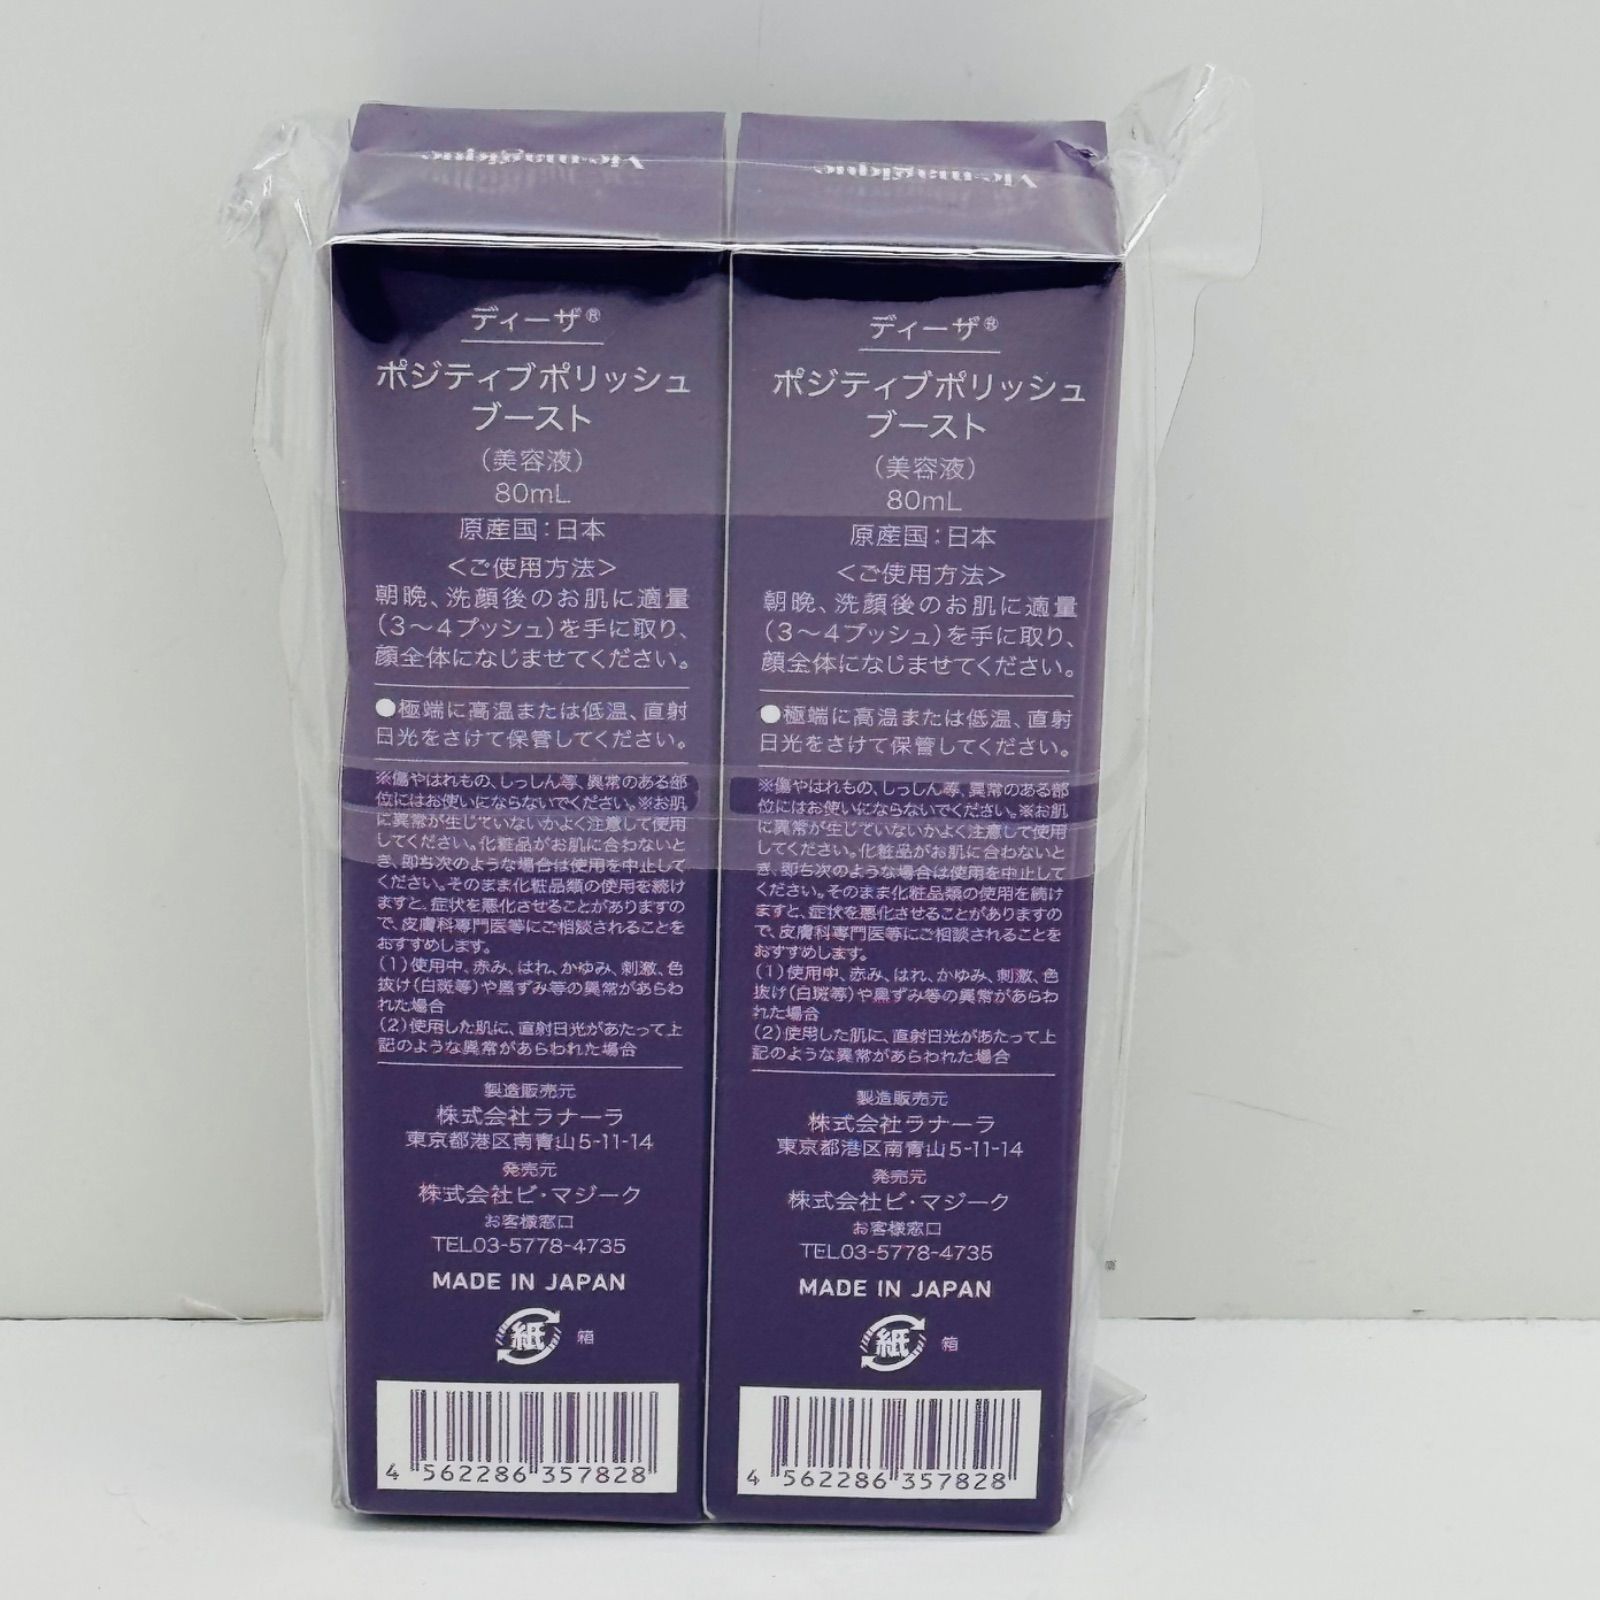 Viemagique
ディーザ®
ポジティブポリッシュ
ブースト
(美容液)
80mL
原産国:日本
<ご使用方法>
朝晩、洗顔後のお肌に適量
(3~4プッシュ)を手に取り、
顔全体になじませてください。
●極端に高温または低温、直射
日光をさけて保管してください。
※傷やはれもの、しっしん等、異常のある部
位にはお使いにならないでください。※お肌
に異常が生じていないかよく注意して使用
してください。化粧品がお肌に合わないと
き、即ち次のような場合は使用を中止して
ください。そのまま化粧品類の使用を続け
ますと、症状を悪化させることがありますの
で、皮膚科専門医等にご相談されることを
おすすめします。
(1)使用中、赤み、はれ、かゆみ、刺激、色
抜け(白斑等)や黒ずみ等の異常があらわ
れた場合
(2)使用した肌に、直射日光があたって上
記のような異常があらわれた場合
製造販売元
株式会社ラナーラ
東京都港区南青山5-11-14
発売元
株式会社ビ・マジーク
お客様窓口
TEL03-5778-4735
MADE IN JAPAN
紙 箱
4 562286 357828
Viemagique
ディーザ®
ポジティブポリッシュ
ブースト
(美容液)
80mL
原産国:日本
<ご使用方法>
朝晩、洗顔後のお肌に適量
(3~4プッシュ)を手に取り、
顔全体になじませてください。
●極端に高温または低温、直射
日光をさけて保管してください。
※傷やはれもの、しっしん等、異常のある部
位にはお使いにならないでください。※お肌
に異常が生じていないかよく注意して使用
してください。化粧品がお肌に合わないと
き、即ち次のような場合は使用を中止して
ください。そのまま化粧品類の使用を続け
ますと、症状を悪化させることがありますの
で、皮膚科専門医等にご相談されることを
おすすめします。
(1)使用中、赤み、はれ、かゆみ、刺激、色
抜け(白斑等)や黒ずみ等の異常があらわ
れた場合
(2)使用した肌に、直射日光があたって上
記のような異常があらわれた場合
製造販売元
株式会社ラナーラ
東京都港区南青山5-11-14
発売元
株式会社ビ・マジーク
お客様窓口
TEL03-5778-4735
MADE IN JAPAN
紙 箱
4 562286 357828